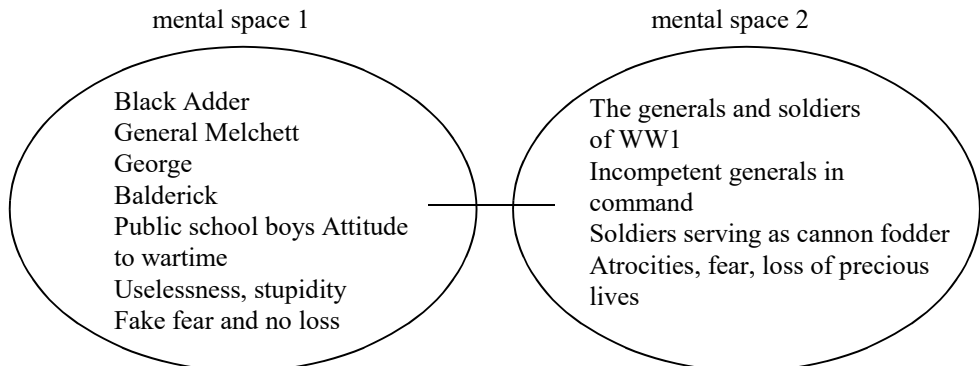 mental space 1
mental space 2
Black Adder
General Melchett
George
Balderick
Public school boys Attitude
to wartime
Uselessness, stupidity
Fake fear and no loss
The generals and soldiers
of WW1
Incompetent generals in
command
Soldiers serving as cannon fodder
Atrocities, fear, loss of precious
lives